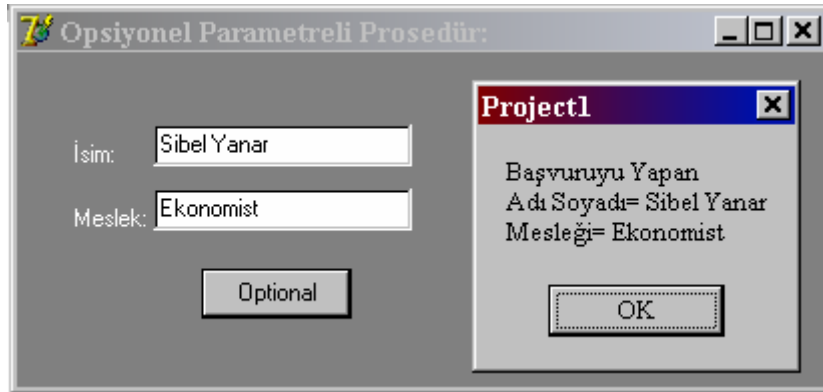 Opsiyonel Parametreli Prosedür:
İsim: Sibel Yanar
Meslek: Ekonomist
Optional
Project1
Başvuruyu Yapan
Adı Soyadı= Sibel Yanar
Mesleği= Ekonomist
OK